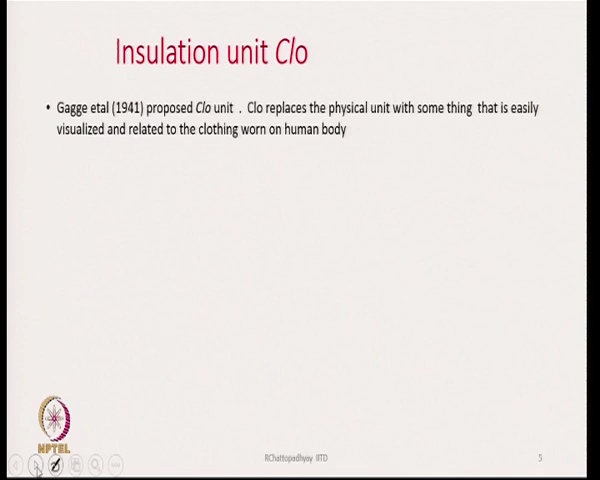 Insulation unit Clo
• Gagge etal (1941) proposed Clo unit . Clo replaces the physical unit with some thing that is easily
visualized and related to the clothing worn on human body
NPTEL
RChattopadhyay IITD
5